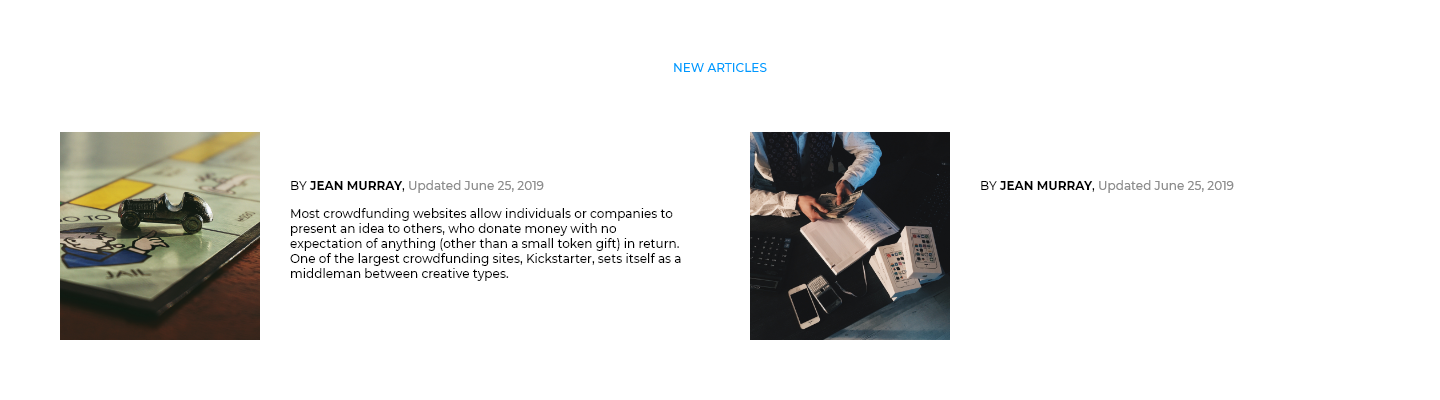 NEW ARTICLES
BY JEAN MURRAY, Updated June 25, 2019
Most crowdfunding websites allow individuals or companies to
present an idea to others, who donate money with no
expectation of anything (other than a small token gift) in return.
One of the largest crowdfunding sites, Kickstarter, sets itself as a
middleman between creative types.
GO TO
JAIL
BY JEAN MURRAY, Updated June 25, 2019